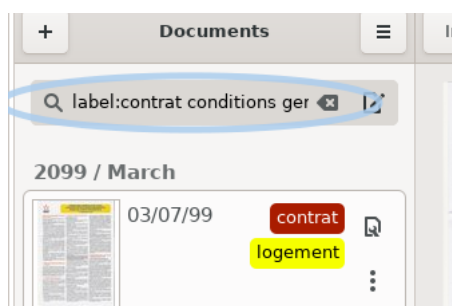 Documents
label:contrat conditions ger
2099 / March
03/07/99
contrat
logement